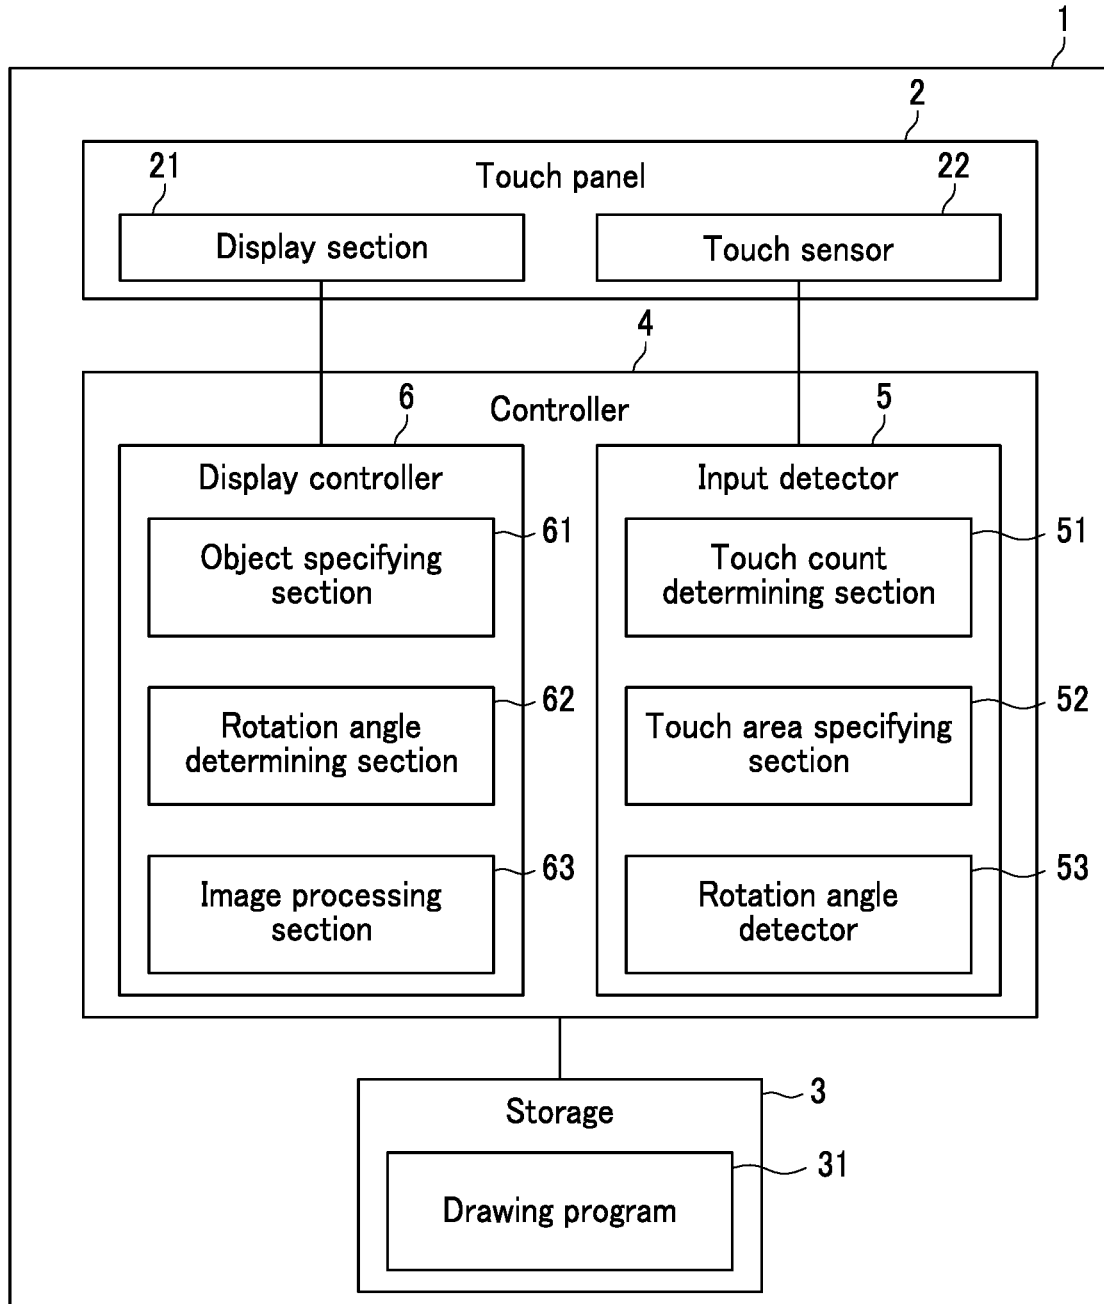 1
2
Touch panel
21
22
Display section
Touch sensor
4
Controller
6
5
Display controller
Input detector
Object specifying
section
61
Touch count
determining section
51
Rotation angle
determining section
62
Touch area specifying
section
52
Image processing
section
63
Rotation angle
detector
53
Storage
3
Drawing program
31